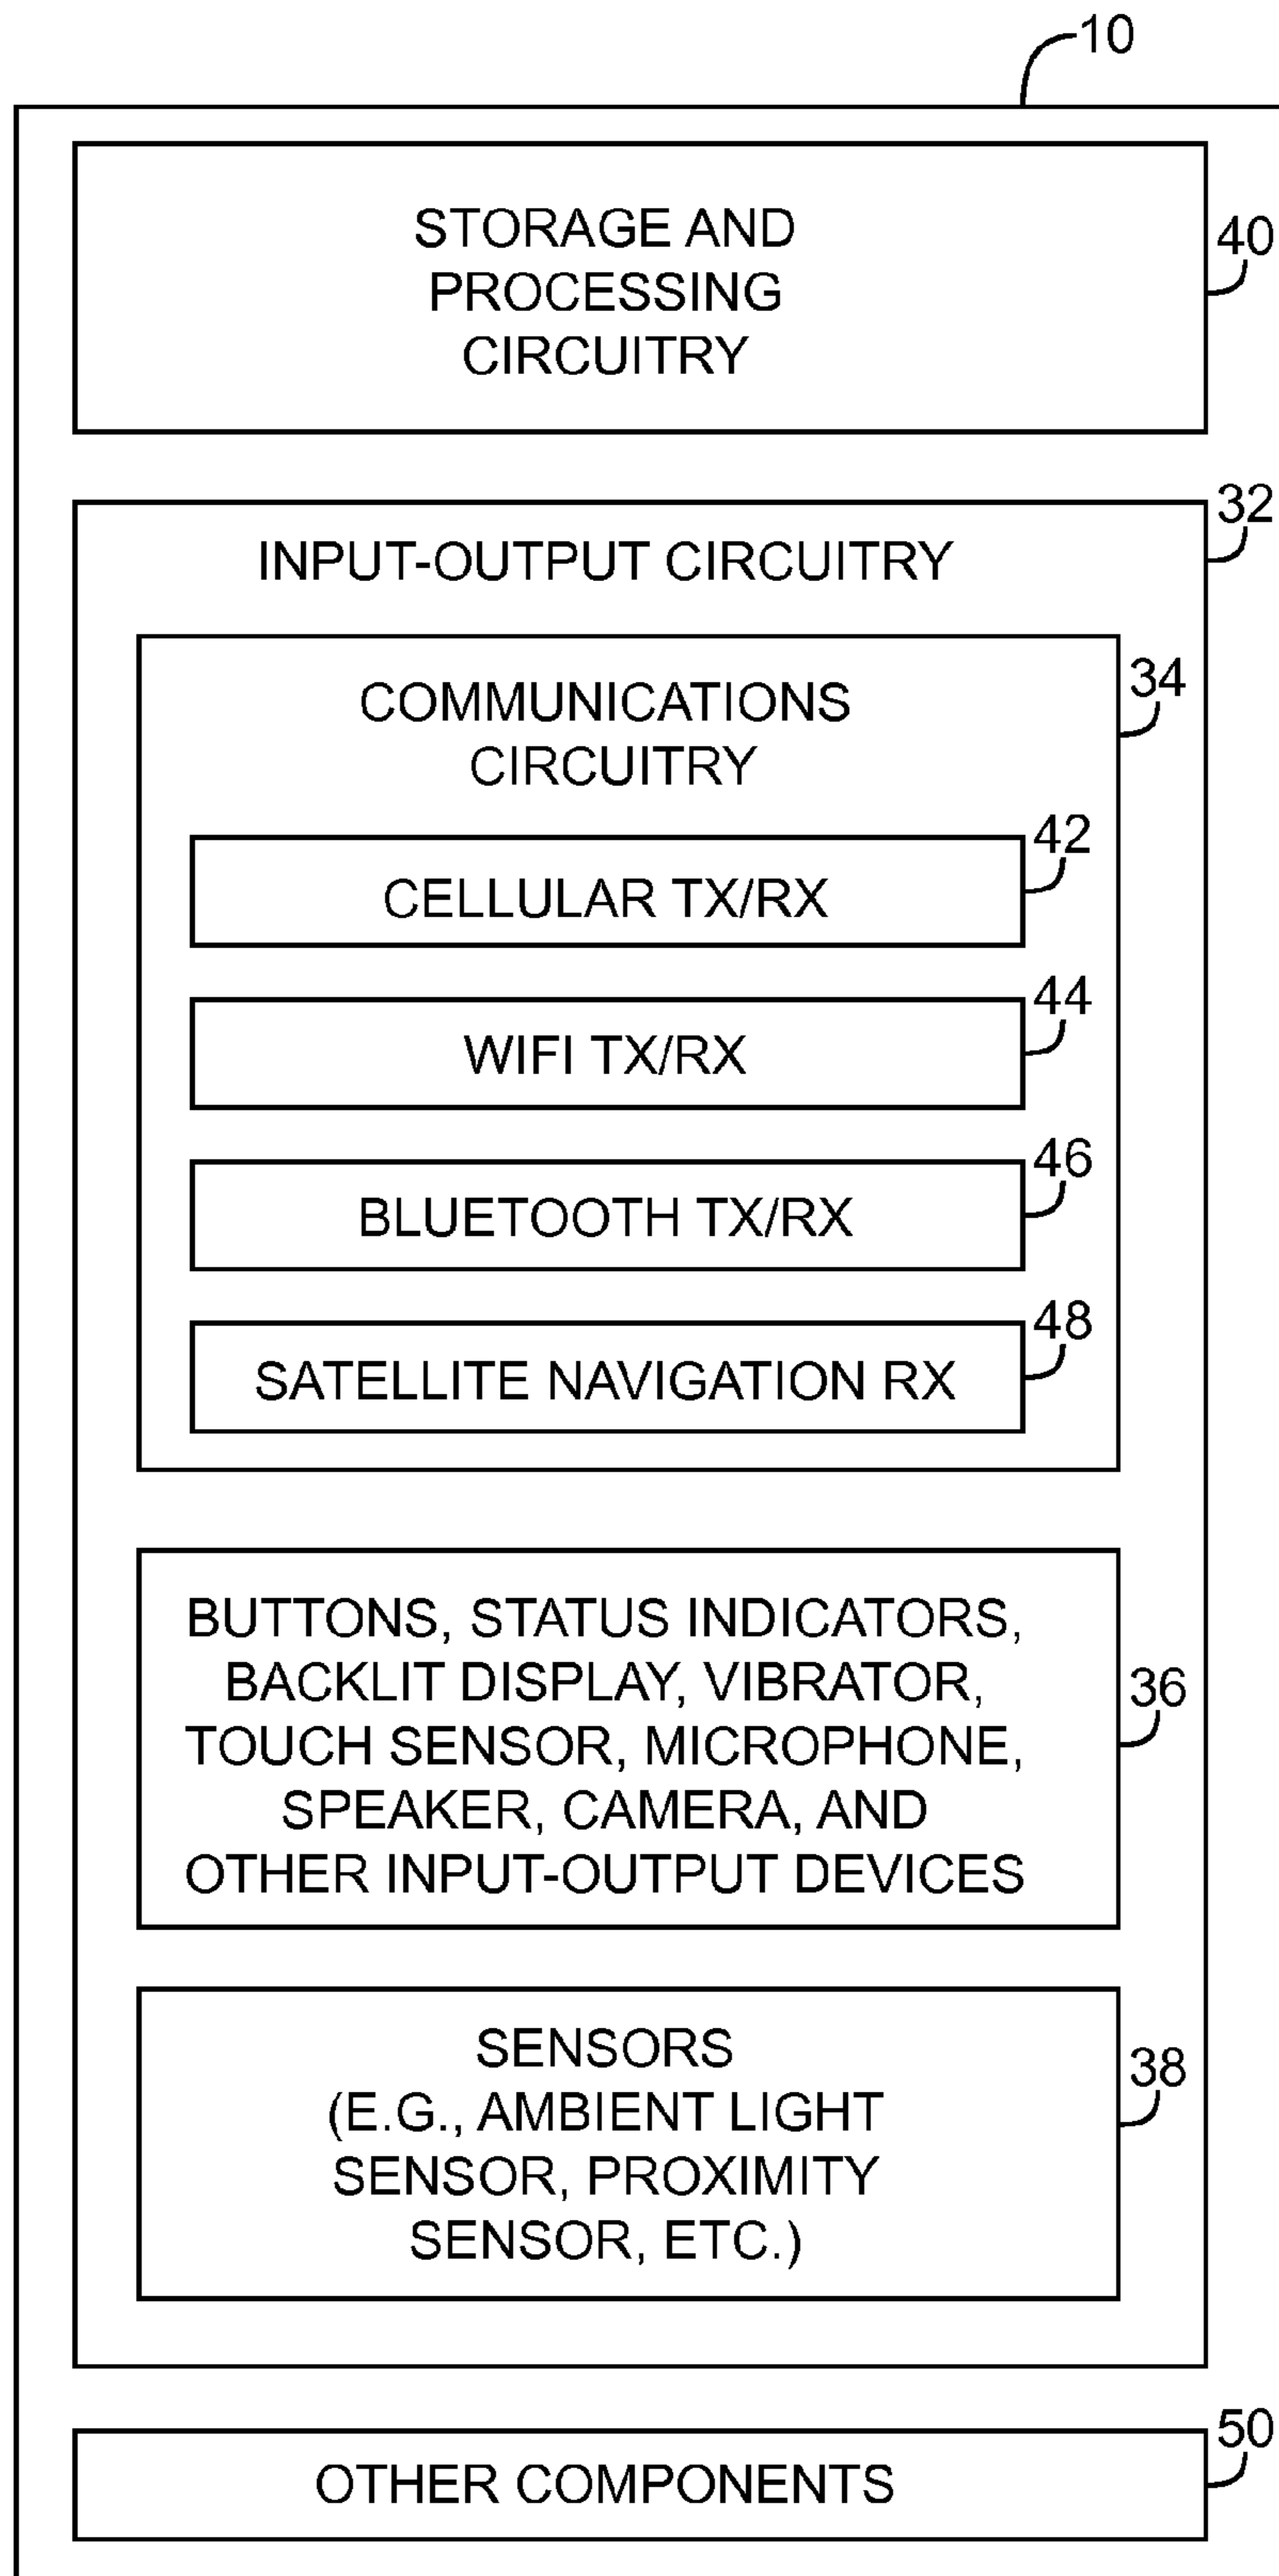 10
STORAGE AND
PROCESSING
CIRCUITRY
40
32
INPUT-OUTPUT CIRCUITRY
34
COMMUNICATIONS
CIRCUITRY
42
CELLULAR TX/RX
44
WIFI TX/RX
46
BLUETOOTH TX/RX
48
SATELLITE NAVIGATION RX
BUTTONS, STATUS INDICATORS,
BACKLIT DISPLAY, VIBRATOR,
36
TOUCH SENSOR, MICROPHONE,
SPEAKER, CAMERA, AND
OTHER INPUT-OUTPUT DEVICES
SENSORS
38
(E.G., AMBIENT LIGHT
SENSOR, PROXIMITY
SENSOR, ETC.)
50
OTHER COMPONENTS